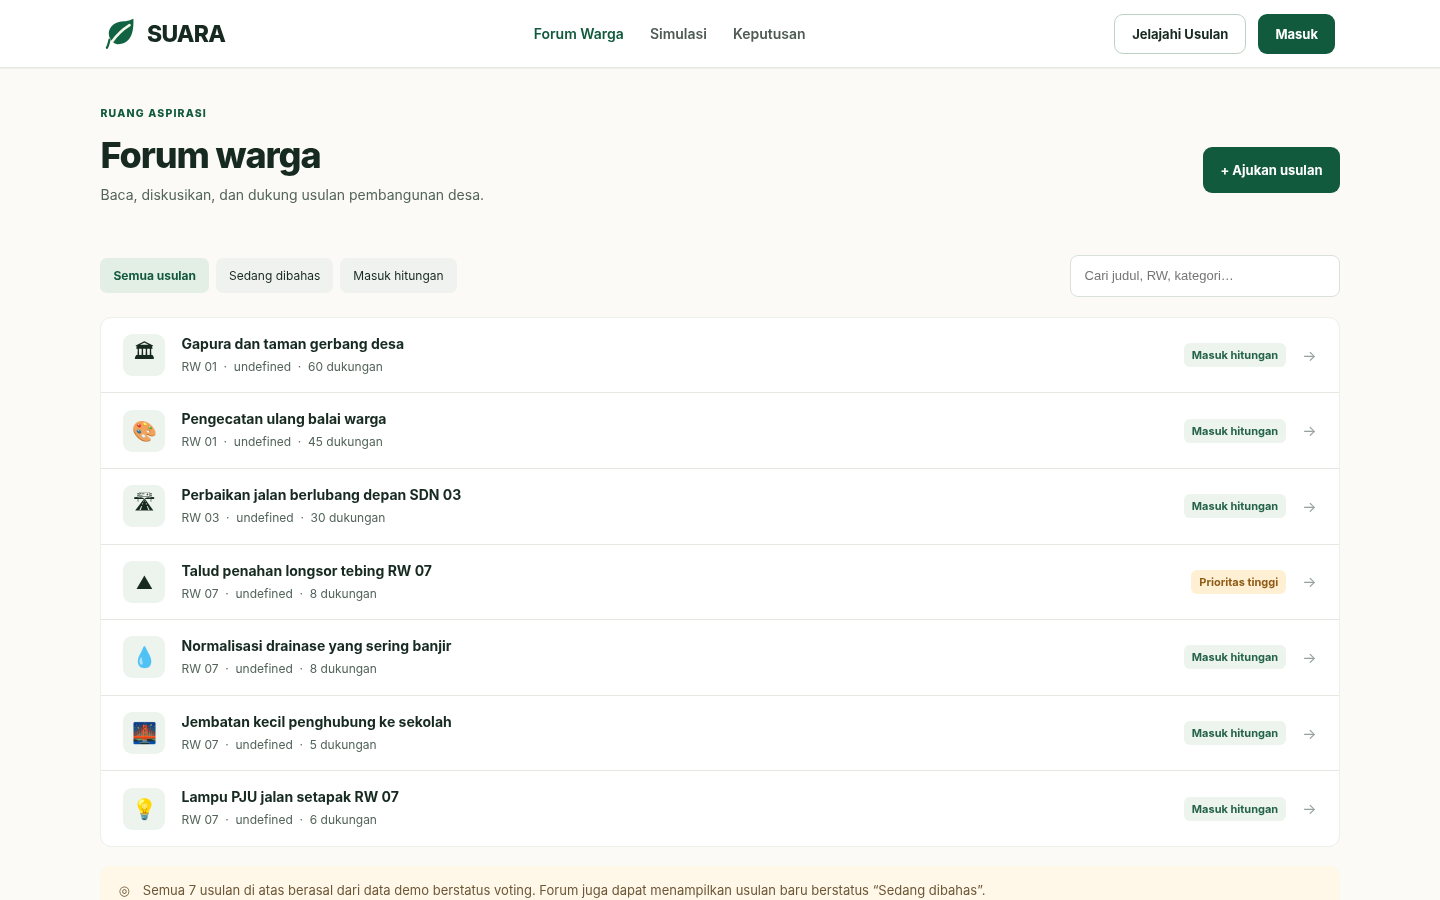 SUARA
Forum Warga
Simulasi
Keputusan
Jelajahi Usulan
Masuk
RUANG ASPIRASI
Forum warga
Baca, diskusikan, dan dukung usulan pembangunan desa.
+ Ajukan usulan
Semua usulan
Sedang dibahas
Masuk hitungan
Cari judul, RW, kategori…
Gapura dan taman gerbang desa
RW 01 · undefined · 60 dukungan
Masuk hitungan →
Pengecatan ulang balai warga
RW 01 · undefined · 45 dukungan
Masuk hitungan →
Perbaikan jalan berlubang depan SDN 03
RW 03 · undefined · 30 dukungan
Masuk hitungan →
Talud penahan longsor tebing RW 07
RW 07 · undefined · 8 dukungan
Prioritas tinggi →
Normalisasi drainase yang sering banjir
RW 07 · undefined · 8 dukungan
Masuk hitungan →
Jembatan kecil penghubung ke sekolah
RW 07 · undefined · 5 dukungan
Masuk hitungan →
Lampu PJU jalan setapak RW 07
RW 07 · undefined · 6 dukungan
Masuk hitungan →
◎ Semua 7 usulan di atas berasal dari data demo berstatus voting. Forum juga dapat menampilkan usulan baru berstatus “Sedang dibahas”.